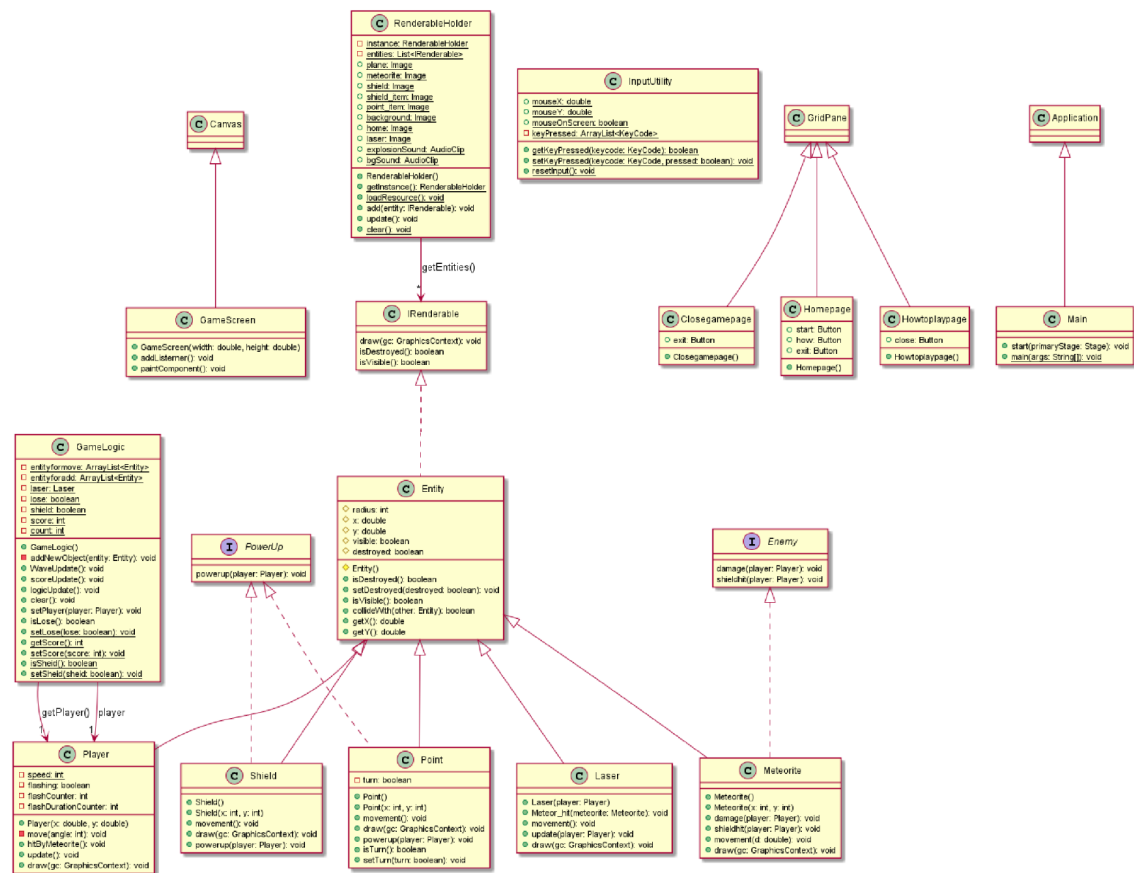 C RenderableHolder
instance: RenderableHolder
entities: List<IRenderable>
plane: Image
meteorite: Image
shield: Image
shield_item: Image
point_item: Image
background: Image
home: Image
laser: Image
explosionSound: AudioClip
bgSound: AudioClip
RenderableHolder()
getInstance(): RenderableHolder
loadResource(): void
add(entity: IRenderable): void
update(): void
clear(): void
C InputUtility
mouseX: double
mouseY: double
mouseOnScreen: boolean
keyPressed: ArrayList<KeyCode>
getKeyPressed(keycode: KeyCode): boolean
setKeyPressed(keycode: KeyCode, pressed: boolean): void
resetInput(): void
C Canvas
C GridPane
C Application
getEntities()
*
C GameScreen
GameScreen(width: double, height: double)
addListerner(): void
paintComponent(): void
C IRenderable
draw(gc: GraphicsContext): void
isDestroyed(): boolean
isVisible(): boolean
C Closegamepage
exit: Button
Closegamepage()
C Homepage
start: Button
how: Button
exit: Button
Homepage()
C Howtoplaypage
close: Button
Howtoplaypage()
C Main
start(primaryStage: Stage): void
main(args: String[]): void
C GameLogic
entityformove: ArrayList<Entity>
entityforadd: ArrayList<Entity>
laser: Laser
lose: boolean
shield: boolean
score: int
count: int
GameLogic()
addNewObject(entity: Entity): void
WaveUpdate(): void
scoreUpdate(): void
logicUpdate(): void
clear(): void
setPlayer(player: Player): void
isLose(): boolean
setLose(lose: boolean): void
getScore(): int
setScore(score: int): void
isSheid(): boolean
setSheid(sheid: boolean): void
I PowerUp
powerup(player: Player): void
C Entity
radius: int
x: double
y: double
visible: boolean
destroyed: boolean
Entity()
isDestroyed(): boolean
setDestroyed(destroyed: boolean): void
isVisible(): boolean
collideWith(other: Entity): boolean
getX(): double
getY(): double
I Enemy
damage(player: Player): void
shieldhit(player: Player): void
getPlayer() player
1 1
C Player
speed: int
flashing: boolean
flashCounter: int
flashDurationCounter: int
Player(x: double, y: double)
move(angle: int): void
hitByMeteorite(): void
update(): void
draw(gc: GraphicsContext): void
C Shield
Shield()
Shield(x: int, y: int)
movement(): void
draw(gc: GraphicsContext): void
powerup(player: Player): void
C Point
turn: boolean
Point()
Point(x: int, y: int)
movement(): void
draw(gc: GraphicsContext): void
powerup(player: Player): void
isTurn(): boolean
setTurn(turn: boolean): void
C Laser
Laser(player: Player)
Meteor_hit(meteorite: Meteorite): void
movement(): void
update(player: Player): void
draw(gc: GraphicsContext): void
C Meteorite
Meteorite()
Meteorite(x: int, y: int)
damage(player: Player): void
shieldhit(player: Player): void
movement(d: double): void
draw(gc: GraphicsContext): void